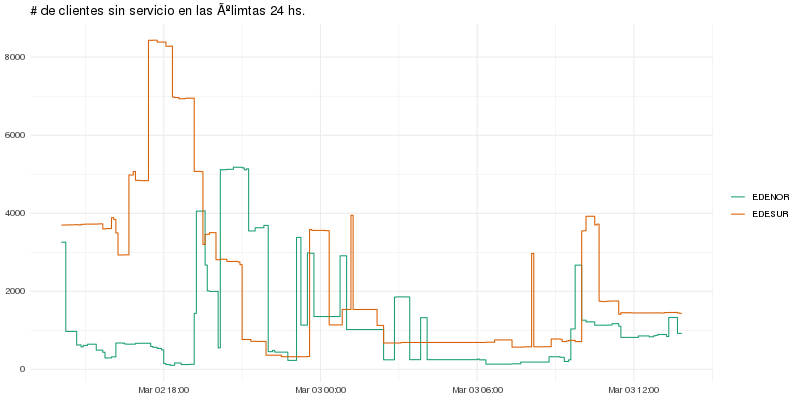 # de clientes sin servicio en las Ãºlimtas 24 hs.
8000
6000
4000
2000
0
Mar 02 18:00
Mar 03 00:00
Mar 03 06:00
Mar 03 12:00
EDENOR
EDESUR